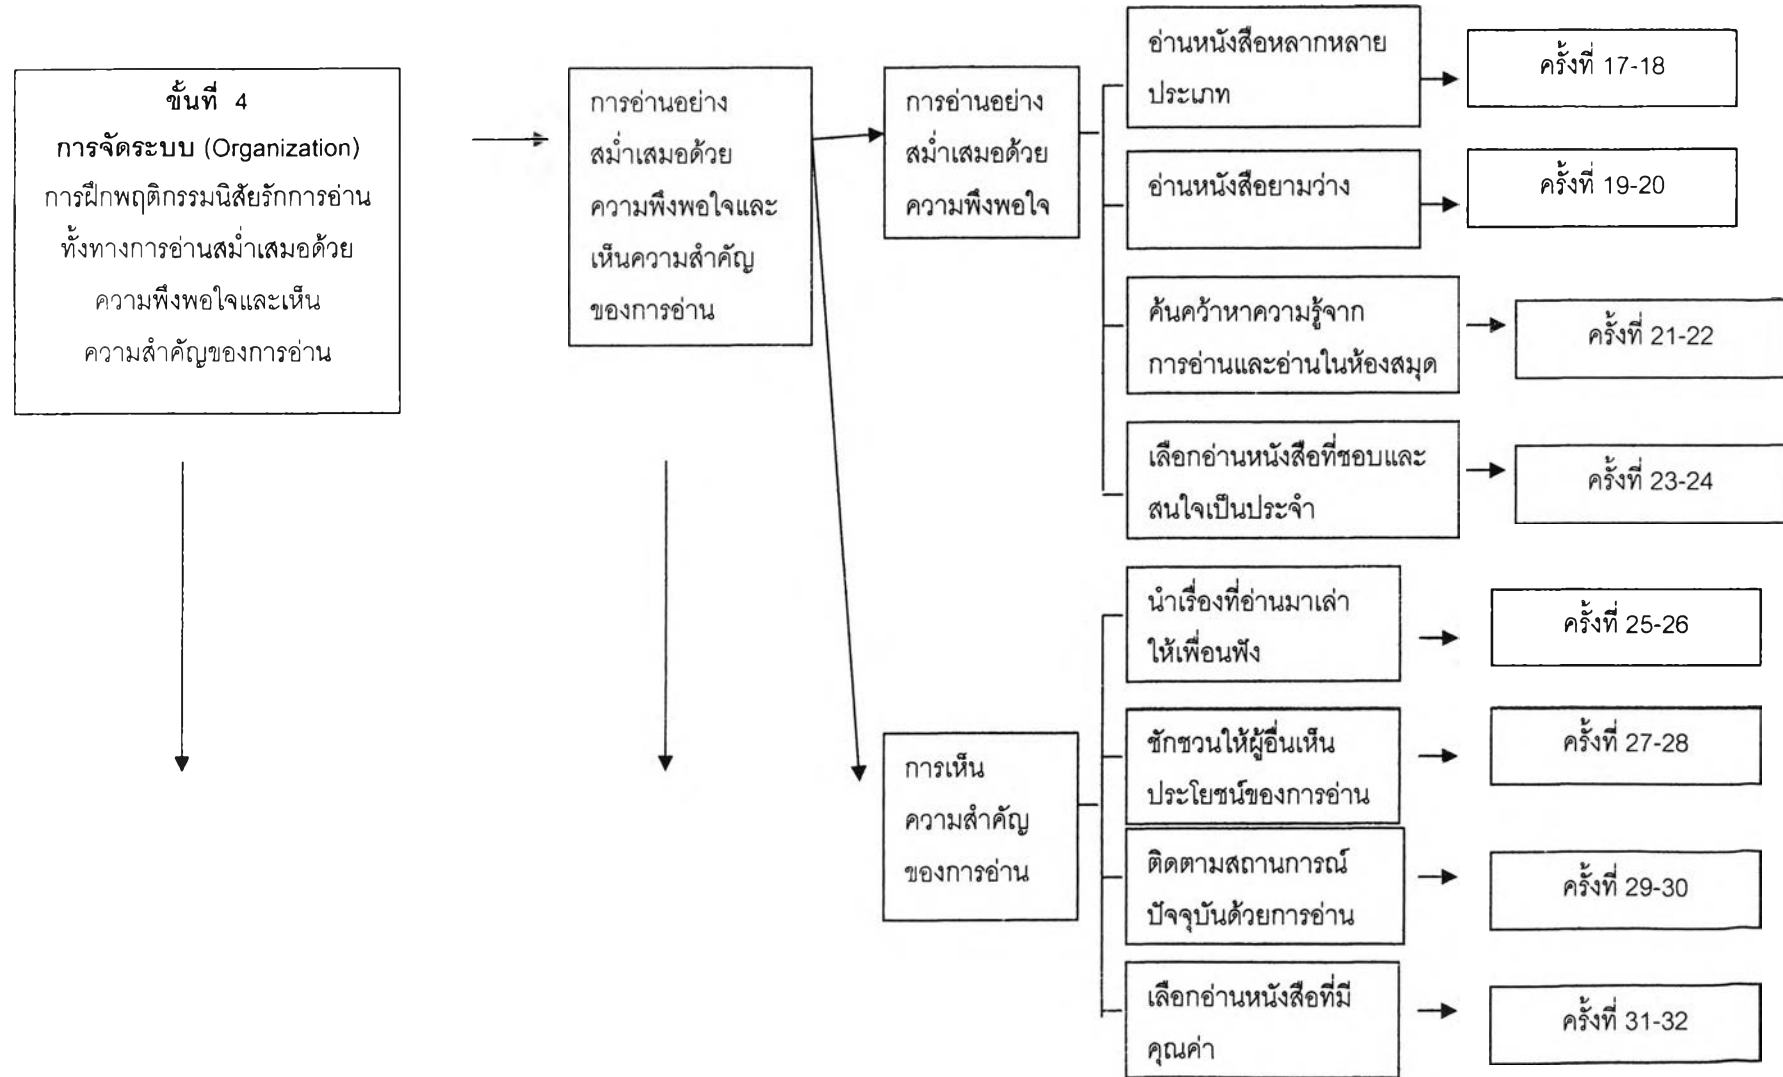 ขั้นที่ 4
การจัดระบบ (Organization)
การฝึกพฤติกรรมนิสัยรักการอ่าน
ทั้งทางการอ่านสม่ำเสมอด้วย
ความพึงพอใจและเห็น
ความสำคัญของการอ่าน
การอ่านอย่าง
สม่ำเสมอด้วย
ความพึงพอใจและ
เห็นความสำคัญ
ของการอ่าน
การอ่านอย่าง
สม่ำเสมอด้วย
ความพึงพอใจ
อ่านหนังสือหลากหลาย
ประเภท
ครั้งที่ 17-18
อ่านหนังสือยามว่าง
ครั้งที่ 19-20
ค้นคว้าหาความรู้จาก
การอ่านและอ่านในห้องสมุด
ครั้งที่ 21-22
เลือกอ่านหนังสือที่ชอบและ
สนใจเป็นประจำ
ครั้งที่ 23-24
การเห็น
ความสำคัญ
ของการอ่าน
นำเรื่องที่อ่านมาเล่า
ให้เพื่อนฟัง
ครั้งที่ 25-26
ชักชวนให้ผู้อื่นเห็น
ประโยชน์ของการอ่าน
ครั้งที่ 27-28
ติดตามสถานการณ์
ปัจจุบันด้วยการอ่าน
ครั้งที่ 29-30
เลือกอ่านหนังสือที่มี
คุณค่า
ครั้งที่ 31-32